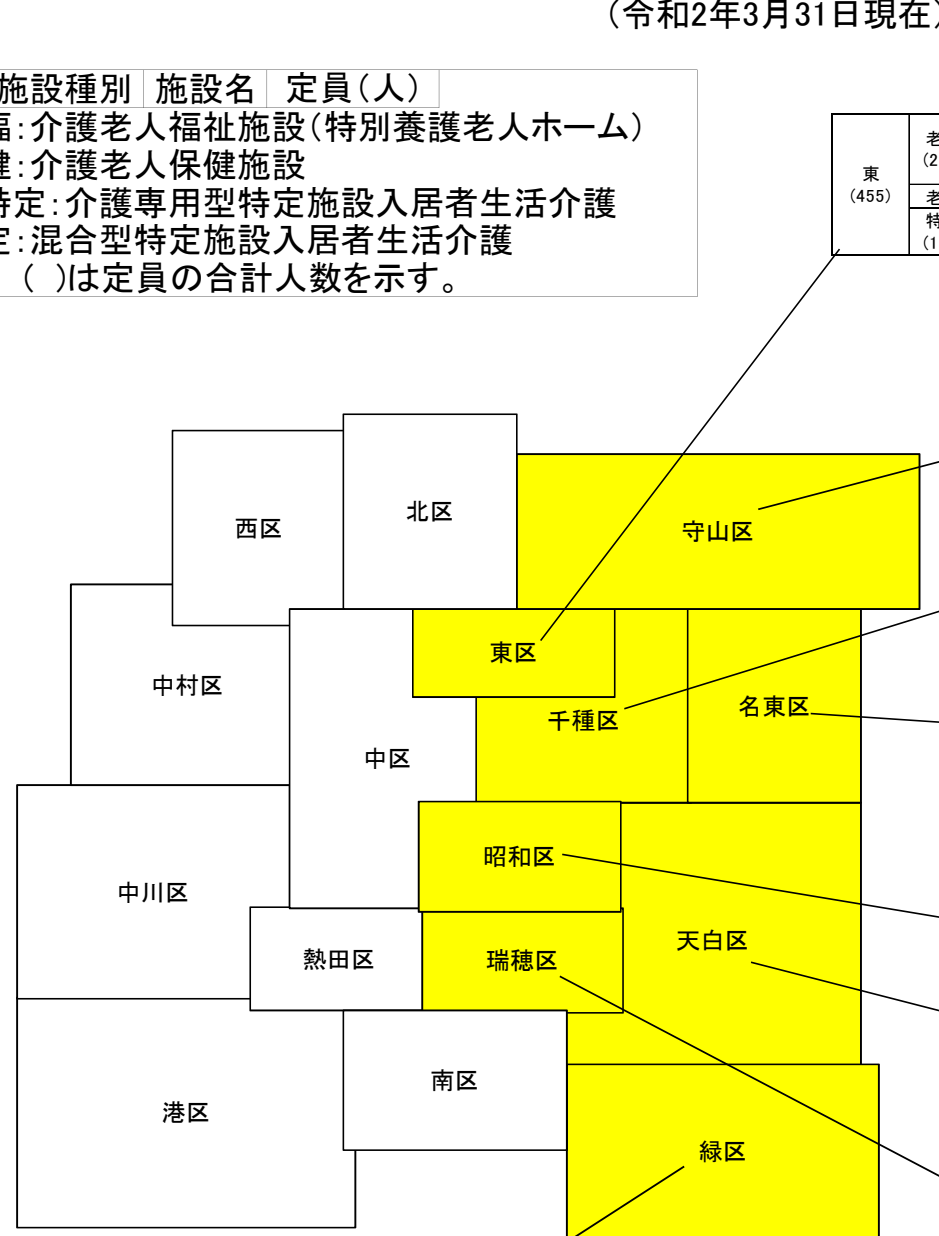 (令和2年3月31日現在)
施設種別 施設名 定員(人)
:介護老人福祉施設(特別養護老人ホーム)
:介護老人保健施設
特定:介護専用型特定施設入居者生活介護
:混合型特定施設入居者生活介護
( )は定員の合計人数を示す。
東
(455)
老
(2
老
特
(1
北区
西区
守山区
東区
中村区
千種区
名東区
中区
昭和区
中川区
天白区
熱田区
瑞穂区
南区
港区
緑区